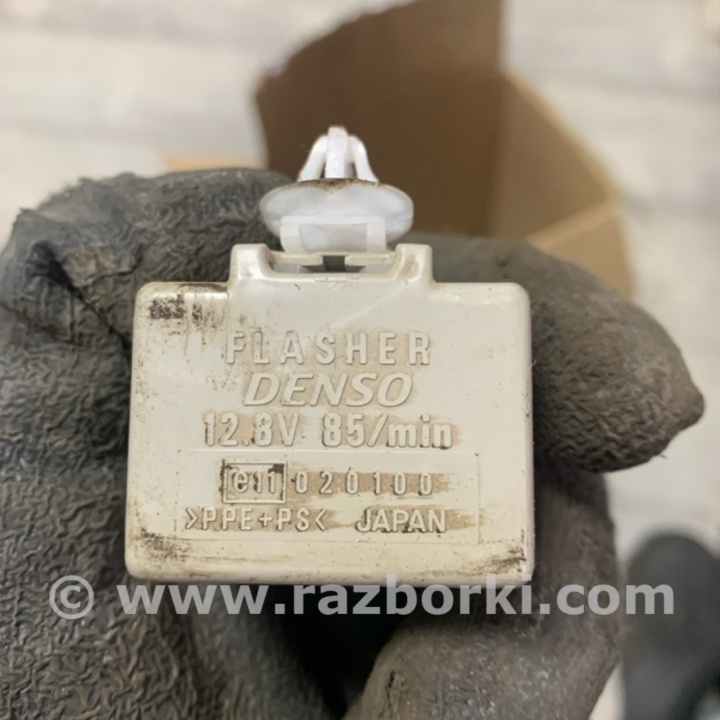 FLASHER
DENSO
12.8V 85/min
e11 020100
>PPE+PS< JAPAN
© www.razborki.com